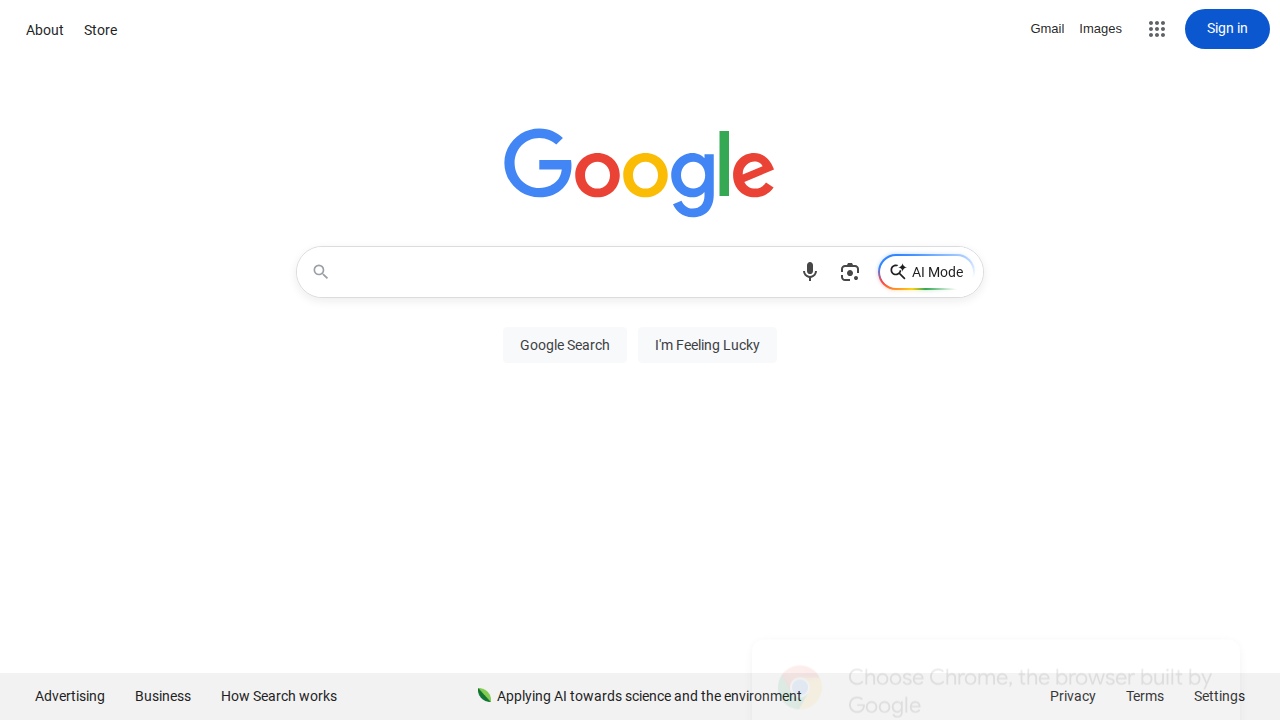 About Store Gmail Images Sign in
Google
AI Mode
Google Search I'm Feeling Lucky
Choose Chrome, the browser built by
Google
Advertising Business How Search works Applying AI towards science and the environment Privacy Terms Settings